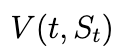 V(t, S_t)